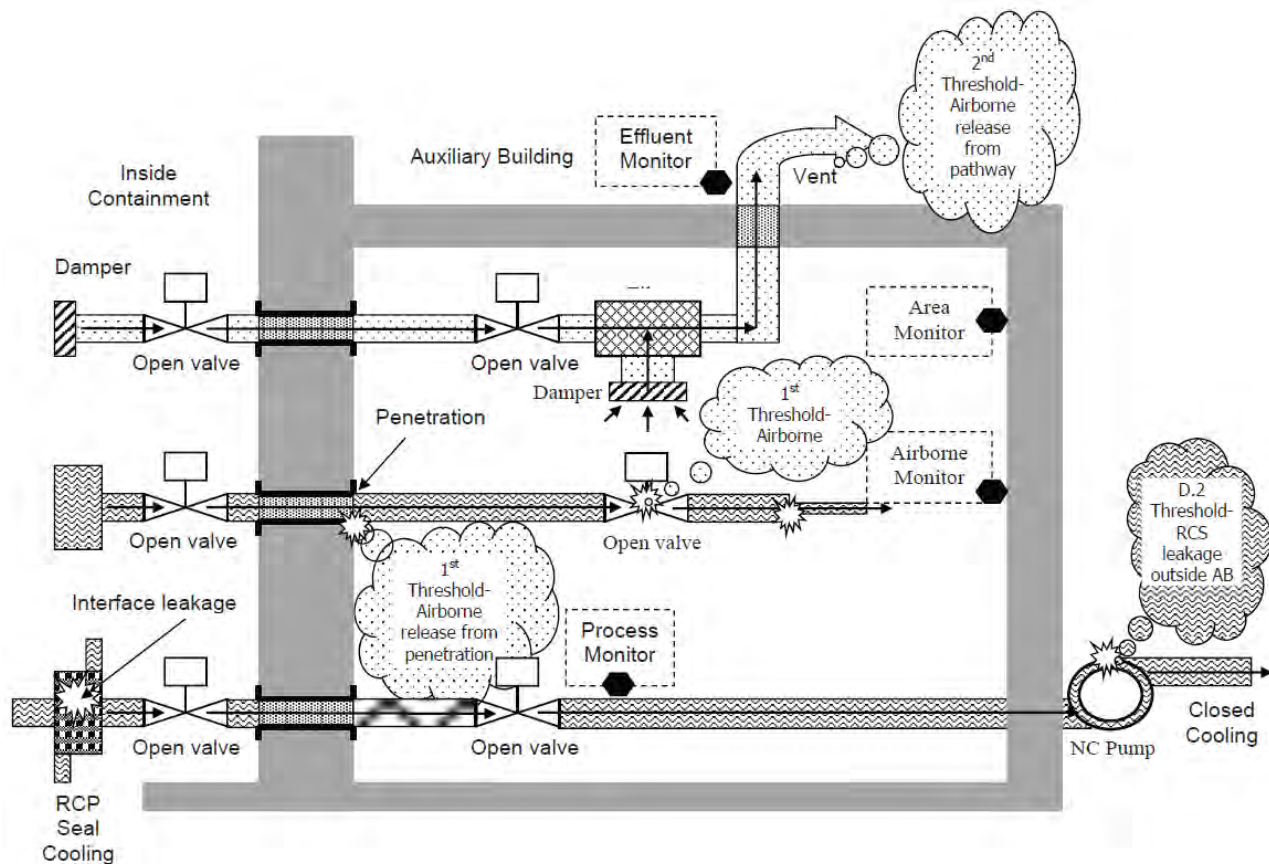 2nd
Threshold-
Airborne
release
from
pathway
Effluent
Monitor
Auxiliary Building
Inside
Containment
Vent
Damper
Area
Monitor
Open valve
Open valve
Damper
1st
Threshold-
Airborne
Penetration
Airborne
Monitor
D.2
Threshold-
RCS
leakage
outside AB
Open valve
Open valve
1st
Threshold-
Airborne
release from
penetration
Interface leakage
Process
Monitor
Open valve
Open valve
NC Pump
Closed
Cooling
RCP
Seal
Cooling